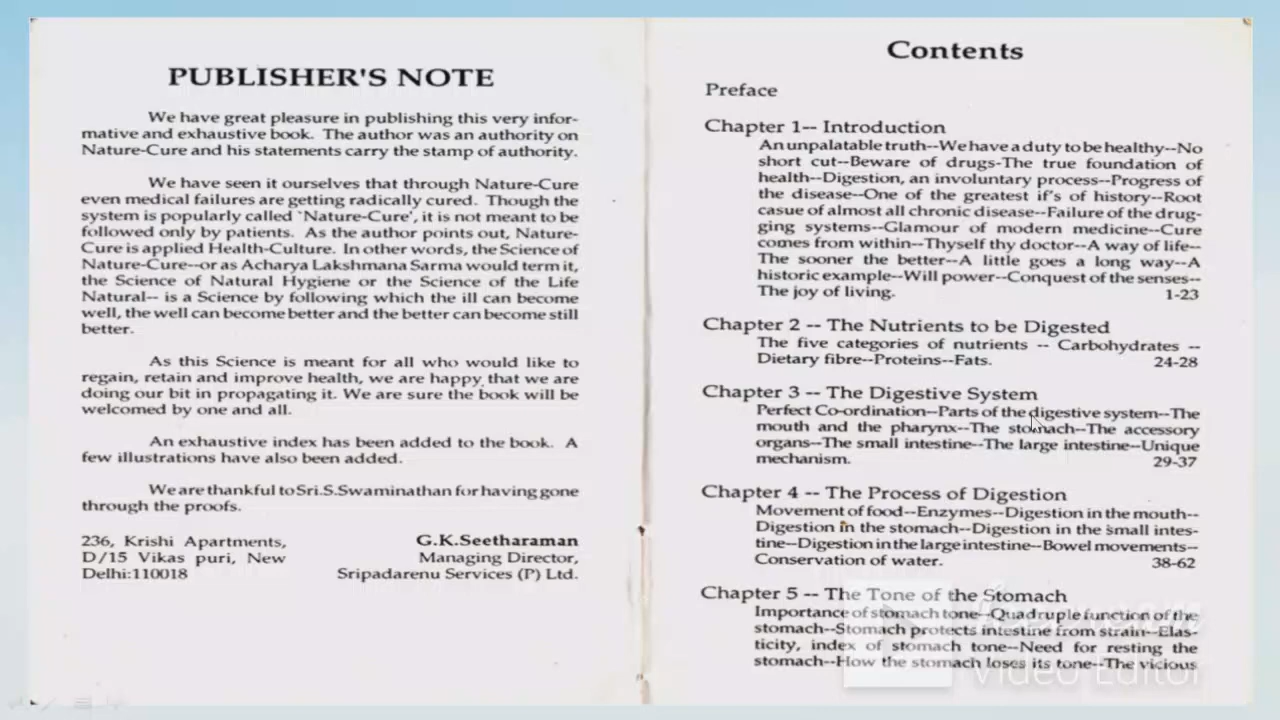 PUBLISHER'S NOTE
We have great pleasure in publishing this very infor-
mative and exhaustive book. The author was an authority on
Nature-Cure and his statements carry the stamp of authority.
We have seen it ourselves that through Nature-Cure
even medical failures are getting radically cured. Though the
system is popularly called `Nature-Cure', it is not meant to be
followed only by patients. As the author points out, Nature-
Cure is applied Health-Culture. In other words, the Science of
Nature-Cure--or as Acharya Lakshmana Sarma would term it,
the Science of Natural Hygiene or the Science of the Life
Natural-- is a Science by following which the ill can become
well, the well can become better and the better can become still
better.
As this Science is meant for all who would like to
regain, retain and improve health, we are happy that we are
doing our bit in propagating it. We are sure the book will be
welcomed by one and all.
An exhaustive index has been added to the book. A
few illustrations have also been added.
We are thankful to Sri.S.Swaminathan for having gone
through the proofs.
236, Krishi Apartments,
D/15 Vikas puri, New
Delhi:110018
G.K.Seetharaman
Managing Director,
Sripadarenu Services (P) Ltd.
Contents
Preface
Chapter 1-- Introduction
An unpalatable truth--We have a duty to be healthy--No
short cut--Beware of drugs-The true foundation of
health--Digestion, an involuntary process--Progress of
the disease--One of the greatest if's of history--Root
casue of almost all chronic disease--Failure of the drug-
ging systems--Glamour of modern medicine--Cure
comes from within--Thyself thy doctor--A way of life--
The sooner the better--A little goes a long way--A
historic example--Will power--Conquest of the senses--
The joy of living. 1-23
Chapter 2 -- The Nutrients to be Digested
The five categories of nutrients -- Carbohydrates --
Dietary fibre--Proteins--Fats. 24-28
Chapter 3 -- The Digestive System
Perfect Co-ordination--Parts of the digestive system--The
mouth and the pharynx--The stomach--The accessory
organs--The small intestine--The large intestine--Unique
mechanism. 29-37
Chapter 4 -- The Process of Digestion
Movement of food--Enzymes--Digestion in the mouth--
Digestion in the stomach--Digestion in the small intes-
tine--Digestion in the large intestine--Bowel movements--
Conservation of water. 38-62
Chapter 5 -- The Tone of the Stomach
Importance of stomach tone--Quadruple function of the
stomach--Stomach protects intestine from strain--Elas-
ticity, index of stomach tone--Need for resting the
stomach--How the stomach loses its tone--The vicious
Video Editor